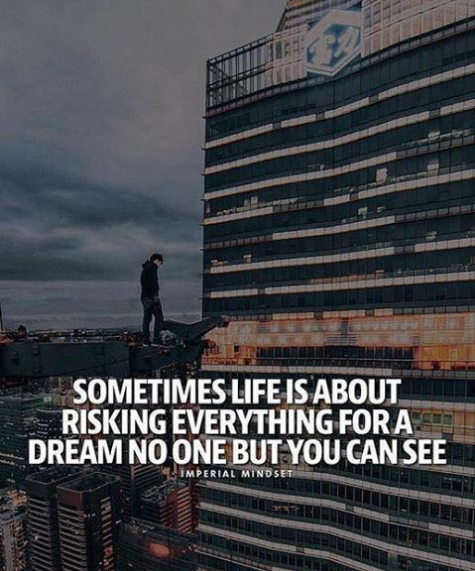 SOMETIMES LIFE IS ABOUT
RISKING EVERYTHING FOR A
DREAM NO ONE BUT YOU CAN SEE
IMPERIAL MINDSET